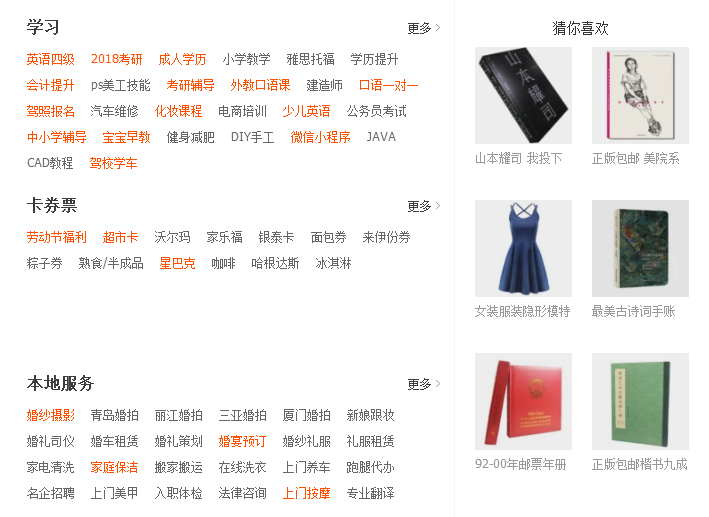 学习 更多
英语四级 2018考研 成人学历 小学教学 雅思托福 学历提升
会计提升 ps美工技能 考研辅导 外教口语课 建造师 口语一对一
驾照报名 汽车维修 化妆课程 电商培训 少儿英语 公务员考试
中小学辅导 宝宝早教 健身减肥 DIY手工 微信小程序 JAVA
CAD教程 驾校学车
卡券票 更多
劳动节福利 超市卡 沃尔玛 家乐福 银泰卡 面包券 来伊份券
粽子券 熟食/半成品 星巴克 咖啡 哈根达斯 冰淇淋
本地服务 更多
婚纱摄影 青岛婚拍 丽江婚拍 三亚婚拍 厦门婚拍 新娘跟妆
婚礼司仪 婚车租赁 婚礼策划 婚宴预订 婚纱礼服 礼服租赁
家电清洗 家庭保洁 搬家搬运 在线洗衣 上门养车 跑腿代办
名企招聘 上门美甲 入职体检 法律咨询 上门按摩 专业翻译
猜你喜欢
山本耀司
山本耀司 我投下
正版包邮 美院系
女装服装隐形模特
最美古诗词手账
92-00年邮票年册
正版包邮楷书九成